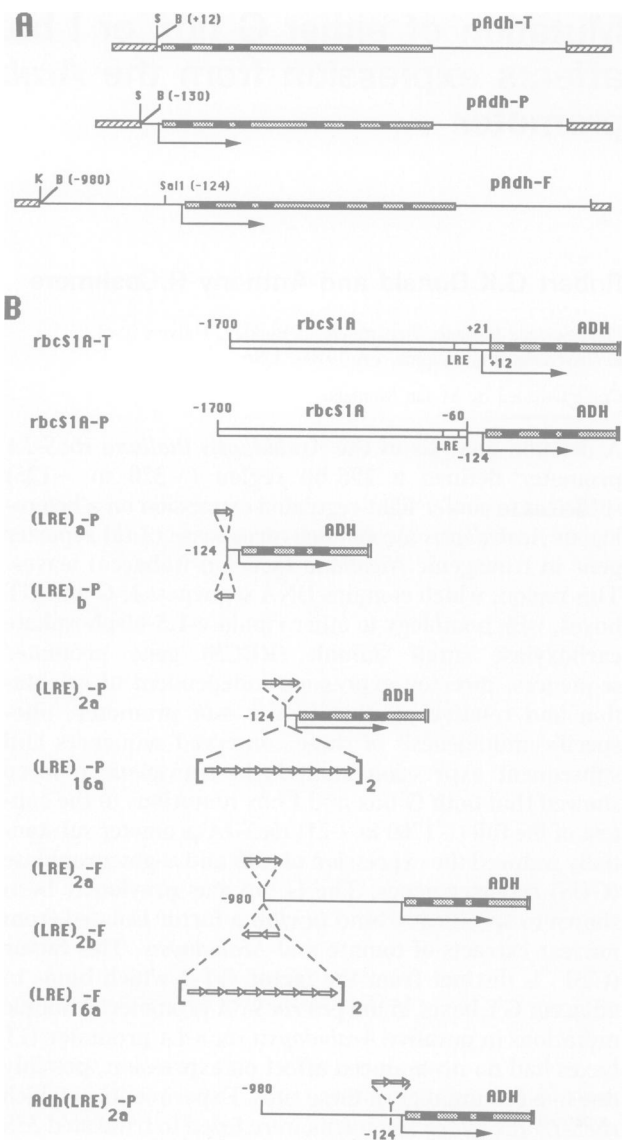 A
S B (+12) pAdh-T
S B (-130) pAdh-P
K B (-980) Sal1 (-124) pAdh-F
B
-1700 rbcS1A +21 ADH
rbcS1A-T
LRE +12
-1700 rbcS1A -60 ADH
rbcS1A-P
LRE -124
(LRE)a-P
-124 ADH
(LRE)b-P
(LRE)2a-P
-124 ADH
(LRE)16a-P
2
(LRE)2a-F
-980 ADH
(LRE)2b-F
(LRE)16a-F
2
-980 ADH
Adh(LRE)2a-P
-124